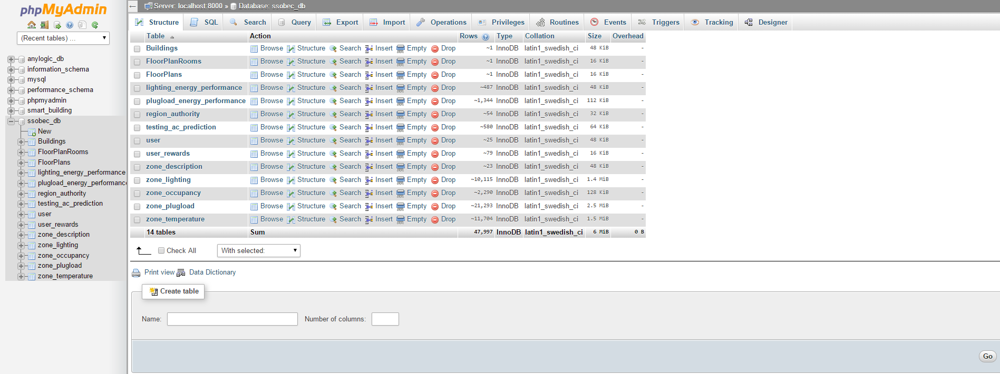 phpMyAdmin
(Recent tables) ...
anylogic_db
information_schema
mysql
performance_schema
phpmyadmin
smart_building
ssobec_db
New
Buildings
FloorPlanRooms
FloorPlans
lighting_energy_performance
plugload_energy_performanc
region_authority
testing_ac_prediction
user
user_rewards
zone_description
zone_lighting
zone_occupancy
zone_plugload
zone_temperature
Server: localhost:8000 » Database: ssobec_db
Structure SQL Search Query Export Import Operations Privileges Routines Events Triggers Tracking Designer
Table Action Rows Type Collation Size Overhead
Buildings Browse Structure Search Insert Empty Drop ~1 InnoDB latin1_swedish_ci 48 KiB -
FloorPlanRooms Browse Structure Search Insert Empty Drop ~1 InnoDB latin1_swedish_ci 16 KiB -
FloorPlans Browse Structure Search Insert Empty Drop ~1 InnoDB latin1_swedish_ci 16 KiB -
lighting_energy_performance Browse Structure Search Insert Empty Drop ~487 InnoDB latin1_swedish_ci 48 KiB -
plugload_energy_performance Browse Structure Search Insert Empty Drop ~1,344 InnoDB latin1_swedish_ci 112 KiB -
region_authority Browse Structure Search Insert Empty Drop ~54 InnoDB latin1_swedish_ci 32 KiB -
testing_ac_prediction Browse Structure Search Insert Empty Drop ~580 InnoDB latin1_swedish_ci 64 KiB -
user Browse Structure Search Insert Empty Drop ~25 InnoDB latin1_swedish_ci 48 KiB -
user_rewards Browse Structure Search Insert Empty Drop ~79 InnoDB latin1_swedish_ci 16 KiB -
zone_description Browse Structure Search Insert Empty Drop ~23 InnoDB latin1_swedish_ci 48 KiB -
zone_lighting Browse Structure Search Insert Empty Drop ~10,115 InnoDB latin1_swedish_ci 1.4 MiB -
zone_occupancy Browse Structure Search Insert Empty Drop ~2,290 InnoDB latin1_swedish_ci 128 KiB -
zone_plugload Browse Structure Search Insert Empty Drop ~21,293 InnoDB latin1_swedish_ci 2.5 MiB -
zone_temperature Browse Structure Search Insert Empty Drop ~11,704 InnoDB latin1_swedish_ci 1.5 MiB -
14 tables Sum 47,997 InnoDB latin1_swedish_ci 6 MiB 0 B
Check All With selected:
Print view Data Dictionary
Create table
Name: Number of columns:
Go